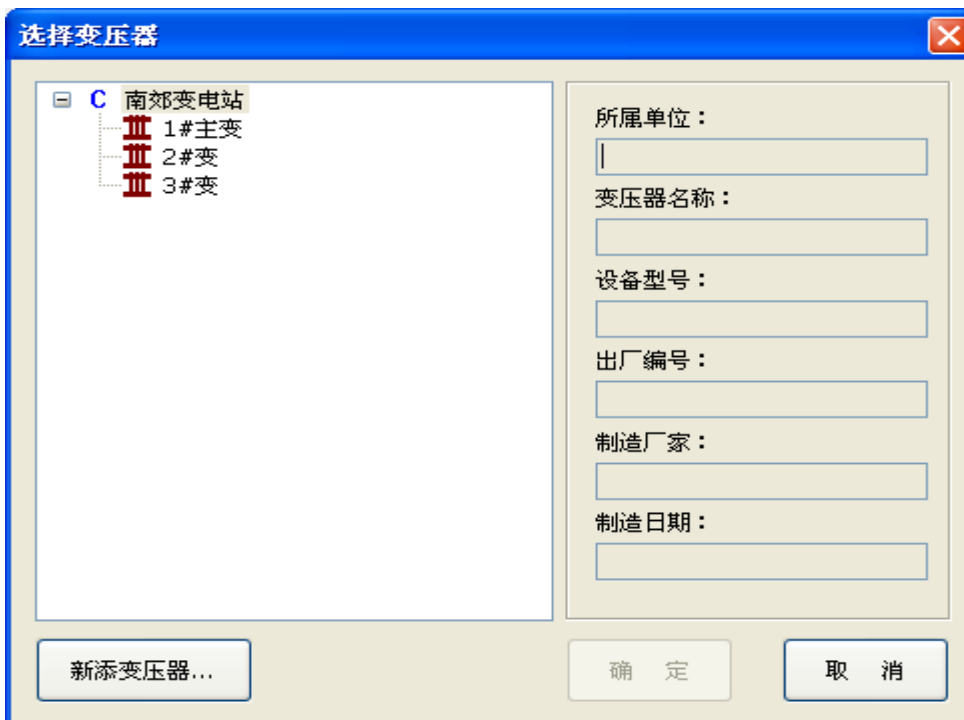 选择变压器
C 南郊变电站
1#主变
2#变
3#变
所属单位：
变压器名称：
设备型号：
出厂编号：
制造厂家：
制造日期：
新添变压器...
确 定
取 消